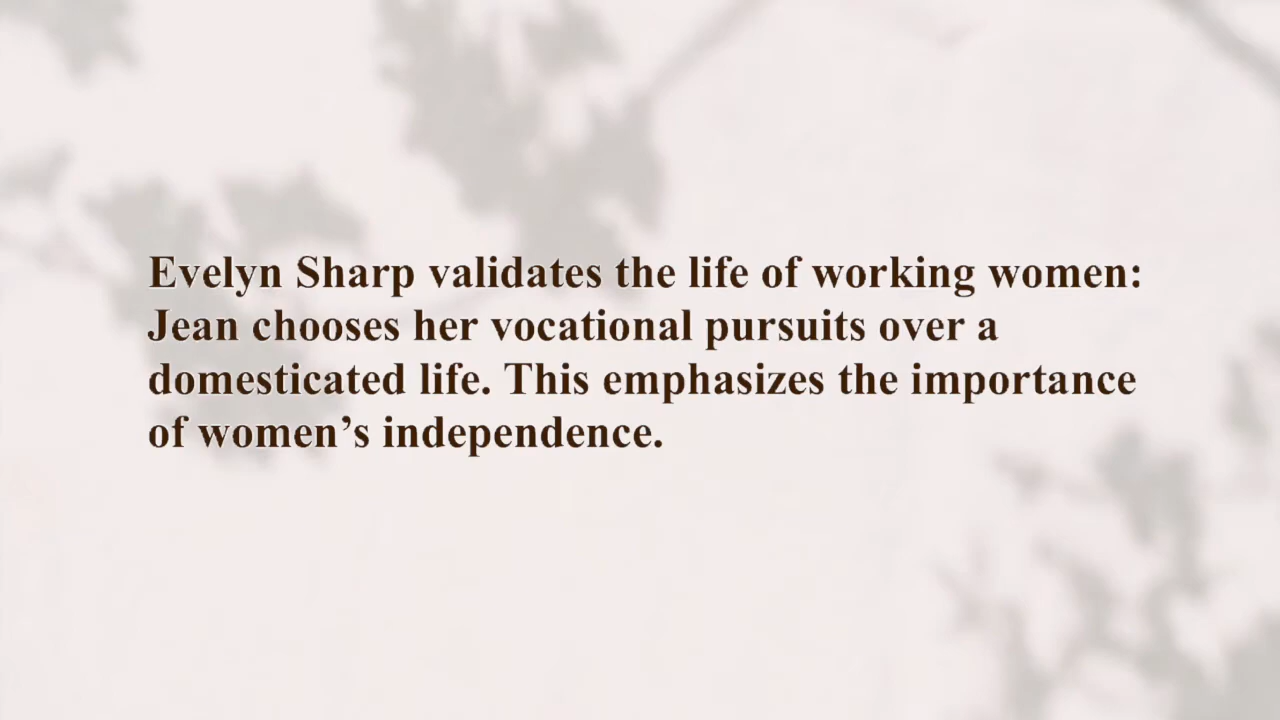 Evelyn Sharp validates the life of working women:
Jean chooses her vocational pursuits over a
domesticated life. This emphasizes the importance
of women’s independence.